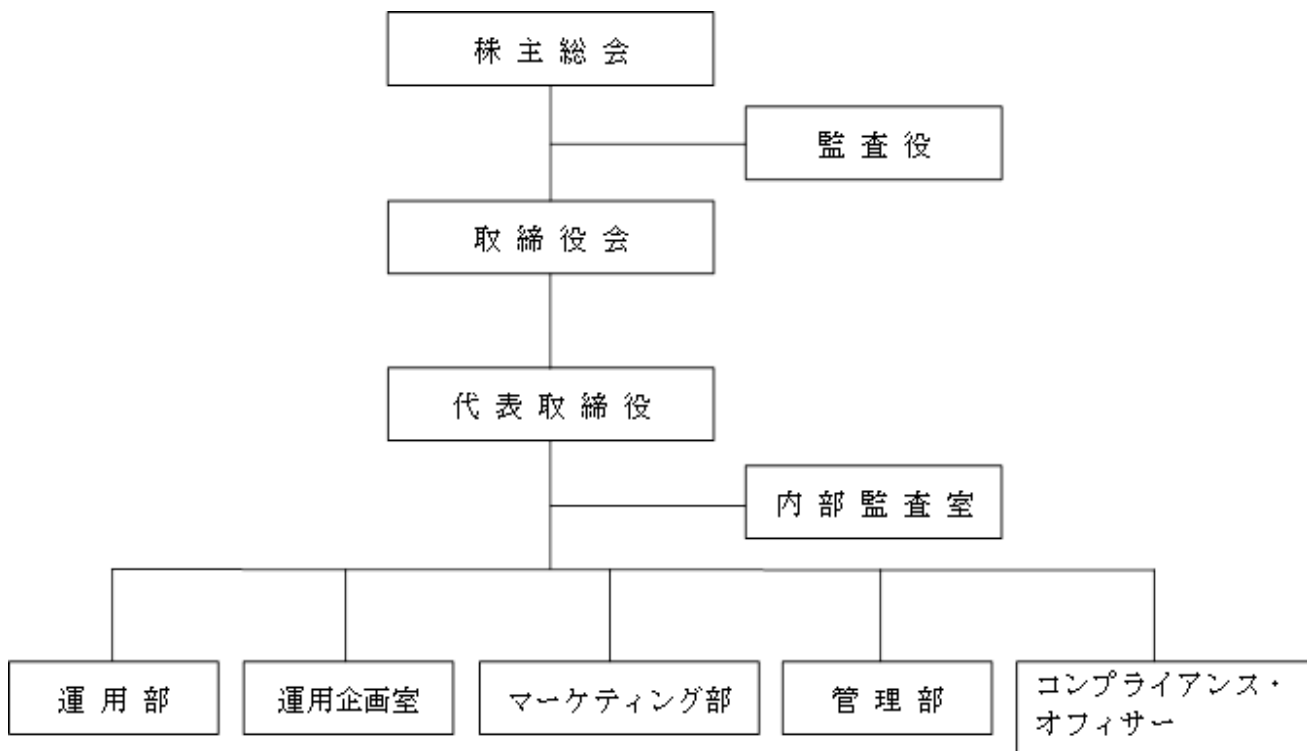 株主総会
監査役
取締役会
代表取締役
内部監査室
運用部
運用企画室
マーケティング部
管理部
コンプライアンス・
オフィサー